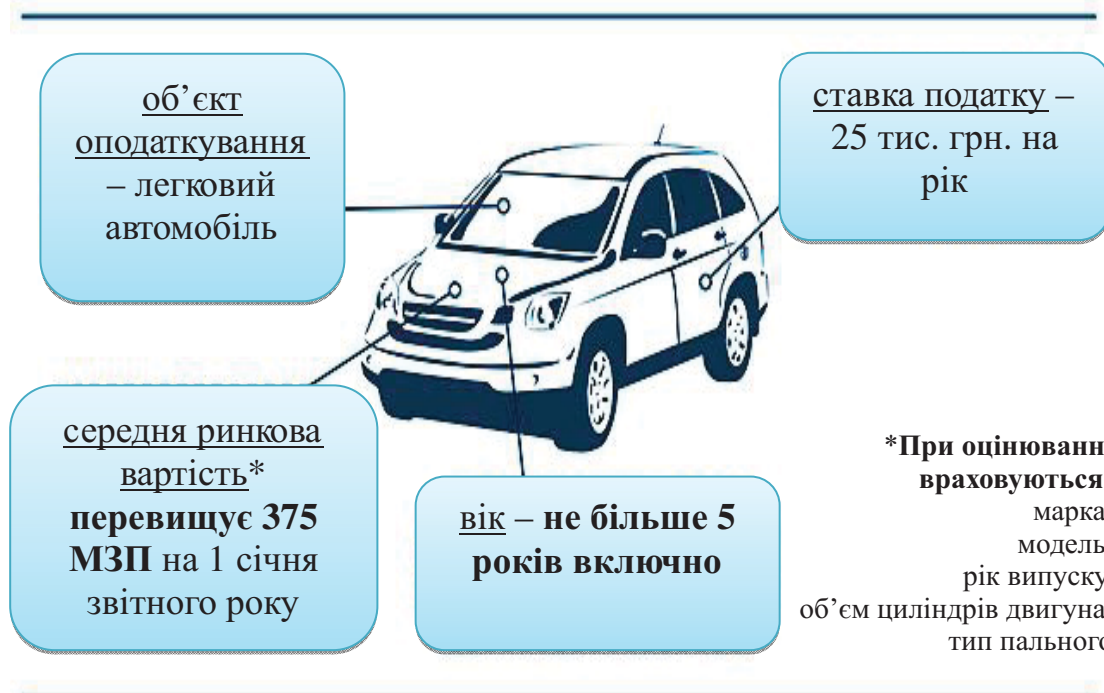 об’єкт
оподаткування
– легковий
автомобіль
ставка податку –
25 тис. грн. на
рік
середня ринкова
вартість*
перевищує 375
МЗП на 1 січня
звітного року
вік – не більше 5
років включно
*При оцінюванн
враховуються
марка
модель
рік випуску
об’єм циліндрів двигуна
тип пального